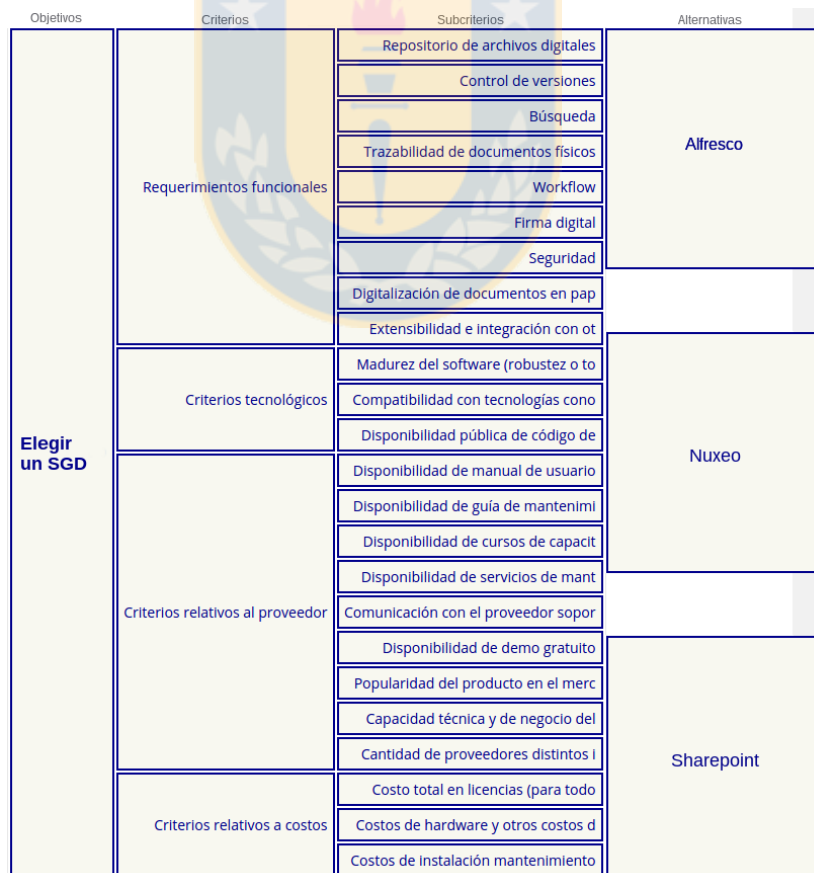 Objetivos
Criterios
Subcriterios
Alternativas
Elegir
un SGD
Requerimientos funcionales
Criterios tecnológicos
Criterios relativos al proveedor
Criterios relativos a costos
Repositorio de archivos digitales
Control de versiones
Búsqueda
Trazabilidad de documentos físicos
Workflow
Firma digital
Seguridad
Digitalización de documentos en pap
Extensibilidad e integración con ot
Madurez del software (robustez o to
Compatibilidad con tecnologías cono
Disponibilidad pública de código de
Disponibilidad de manual de usuario
Disponibilidad de guía de mantenimi
Disponibilidad de cursos de capacit
Disponibilidad de servicios de mant
Comunicación con el proveedor sopor
Disponibilidad de demo gratuito
Popularidad del producto en el merc
Capacidad técnica y de negocio del
Cantidad de proveedores distintos i
Costo total en licencias (para todo
Costos de hardware y otros costos d
Costos de instalación mantenimiento
Alfresco
Nuxeo
Sharepoint